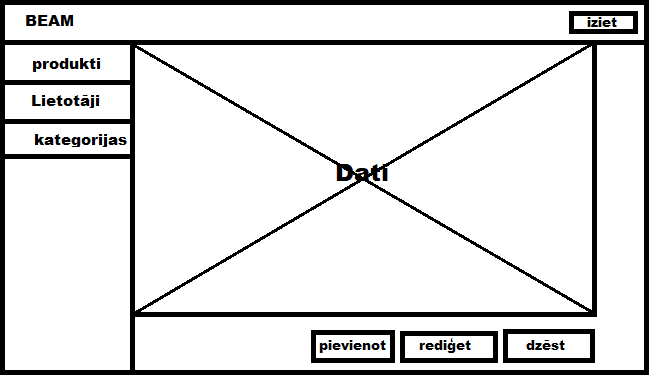 BEAM
iziet
produkti
Lietotāji
kategorijas
Dati
pievienot
rediģet
dzēst